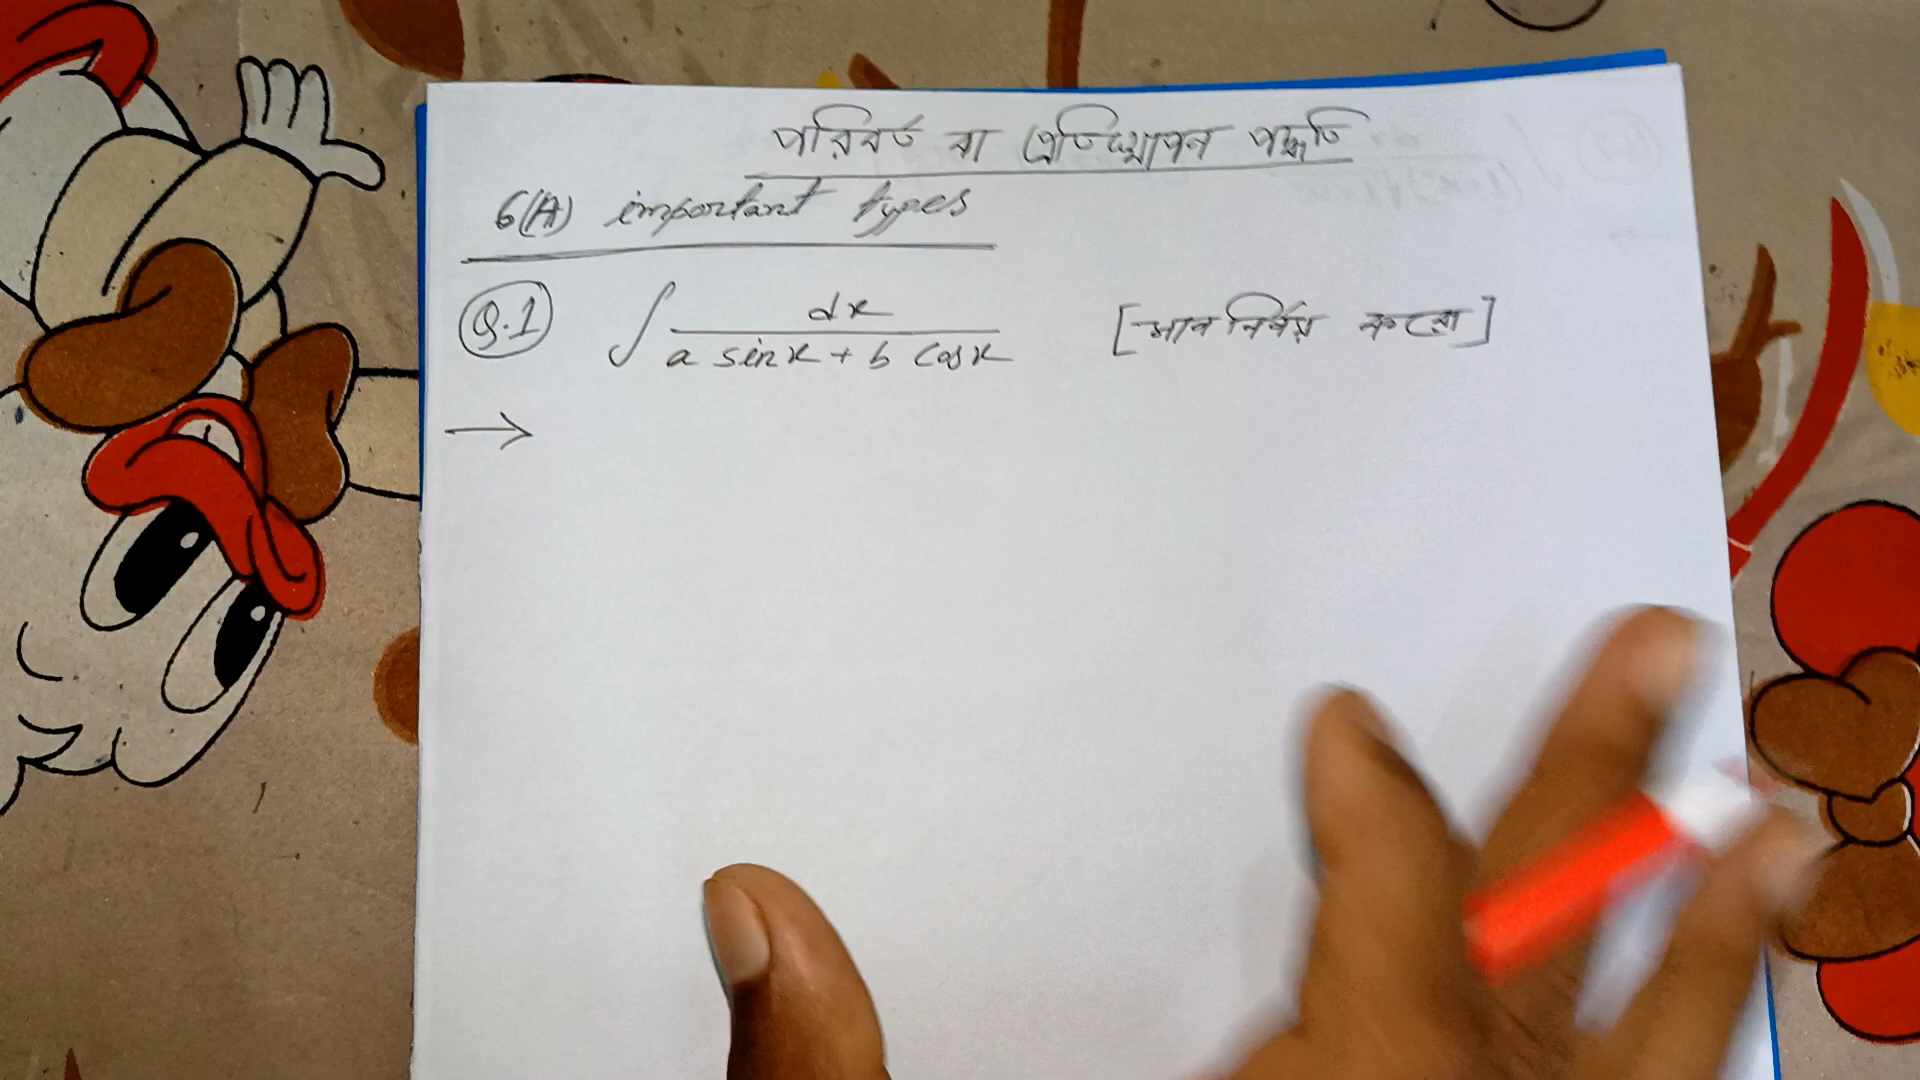 পরিবর্ত বা প্রতিস্থাপন পদ্ধতি
6(A) important types
Q.1 ∫ dx / (a sinx + b cosx) [মান নির্ণয় করো]
→